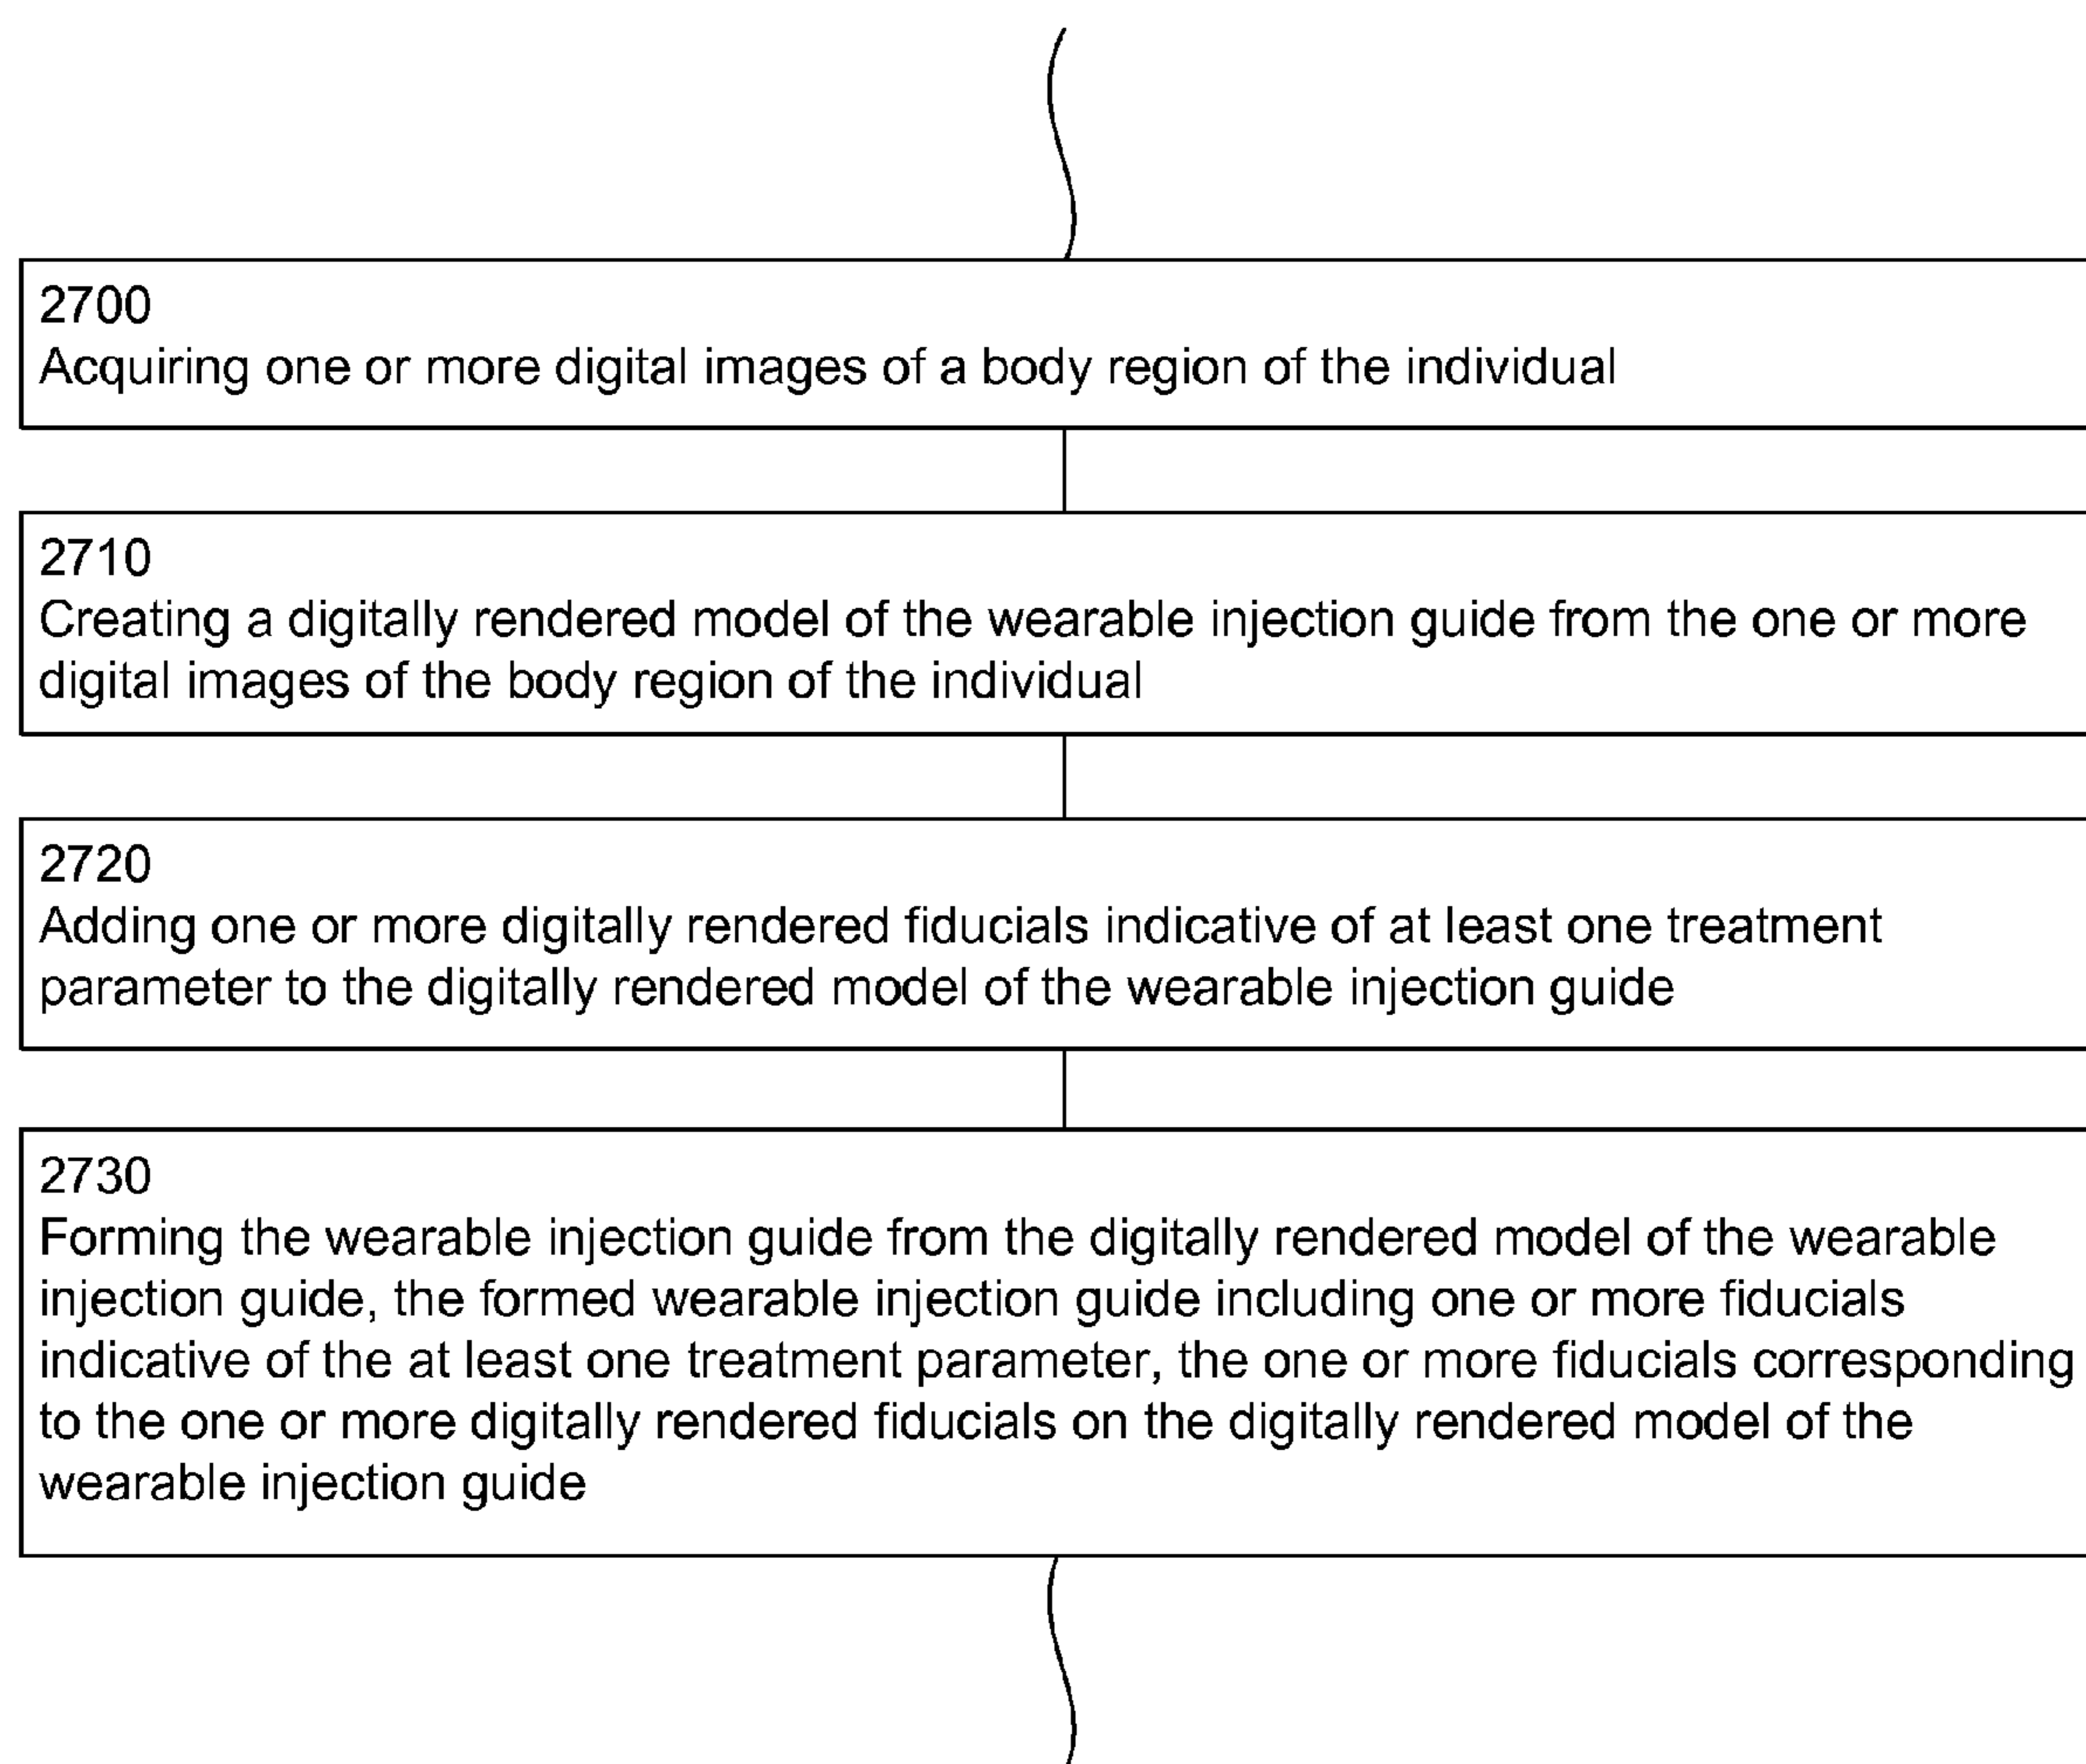 2700
Acquiring one or more digital images of a body region of the individual
2710
Creating a digitally rendered model of the wearable injection guide from the one or more
digital images of the body region of the individual
2720
Adding one or more digitally rendered fiducials indicative of at least one treatment
parameter to the digitally rendered model of the wearable injection guide
2730
Forming the wearable injection guide from the digitally rendered model of the wearable
injection guide, the formed wearable injection guide including one or more fiducials
indicative of the at least one treatment parameter, the one or more fiducials corresponding
to the one or more digitally rendered fiducials on the digitally rendered model of the
wearable injection guide